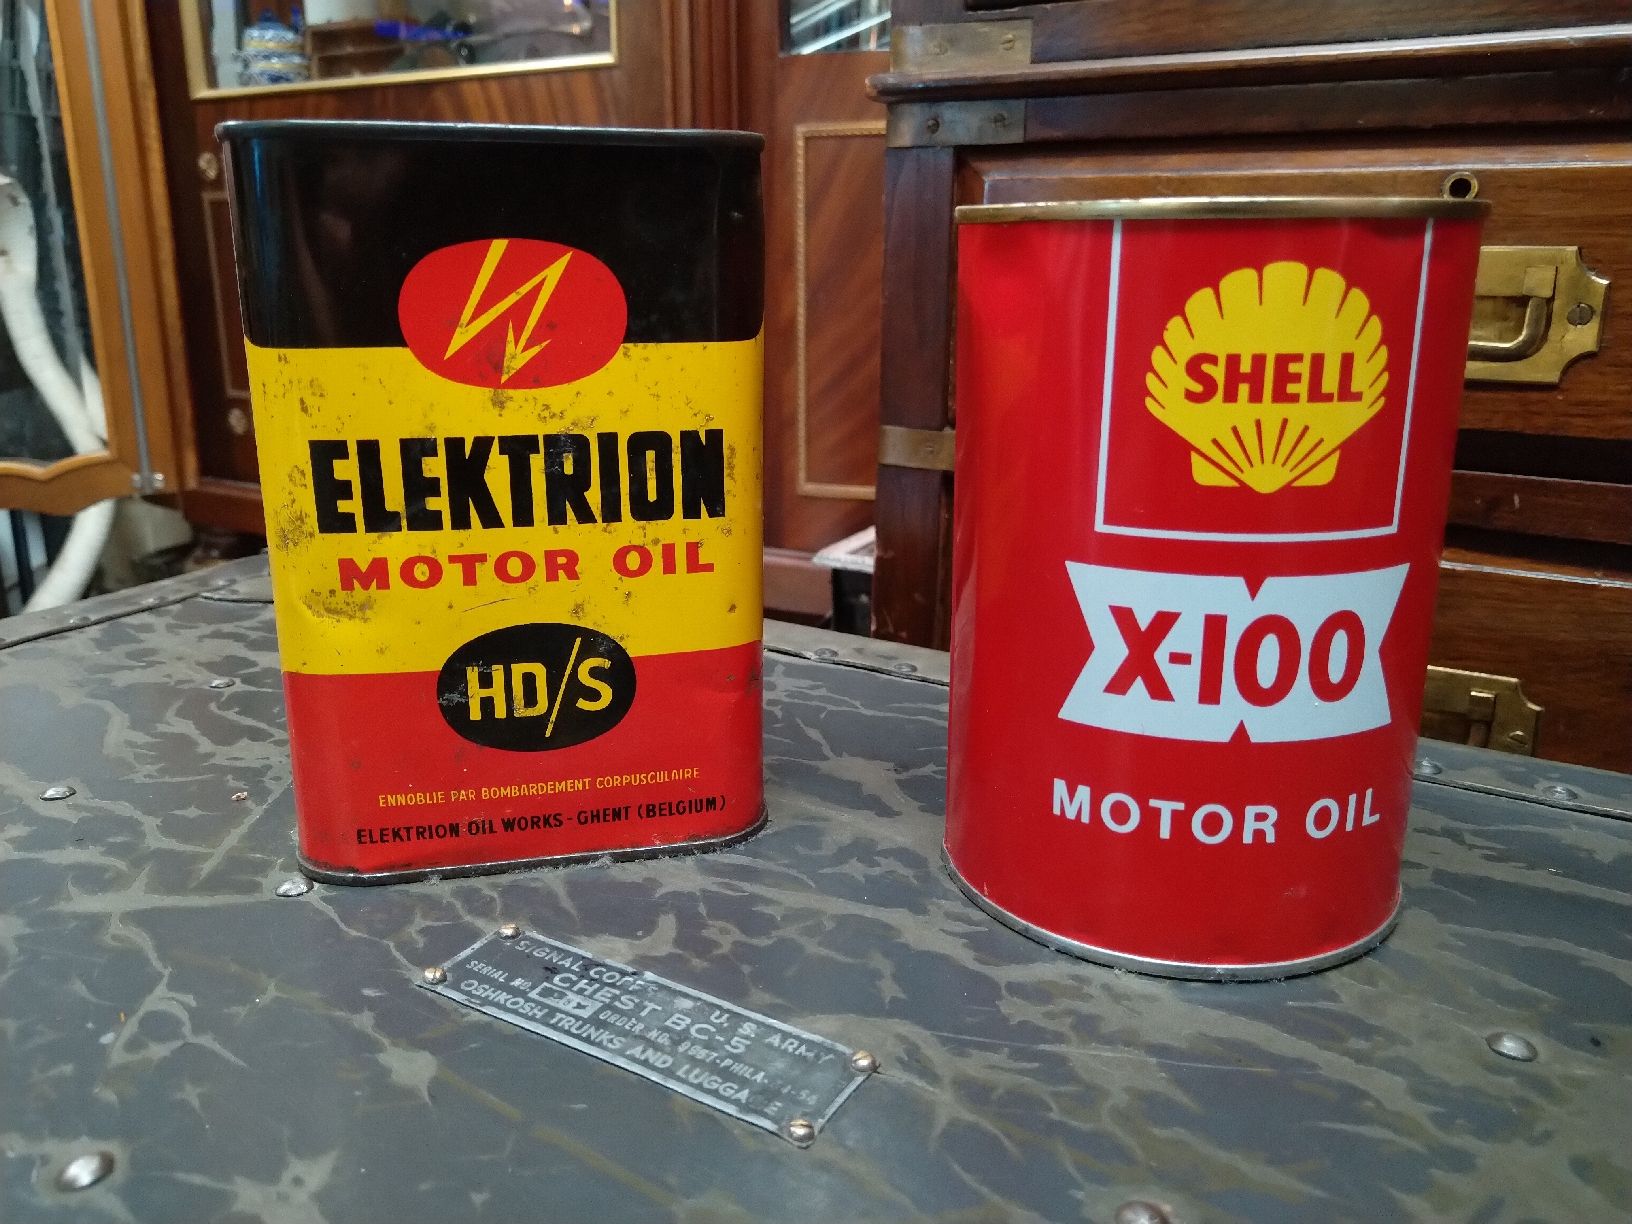 ELEKTRION
MOTOR OIL
HD/S
ENNOBLIE PAR BOMBARDEMENT CORPUSCULAIRE
ELEKTRION OIL WORKS - GHENT (BELGIUM)
SHELL
X-100
MOTOR OIL
SIGNAL CORPS U. S. ARMY
CHEST BC-5
SERIAL NO. ORDER NO.
OSHKOSH TRUNKS AND LUGGAGE